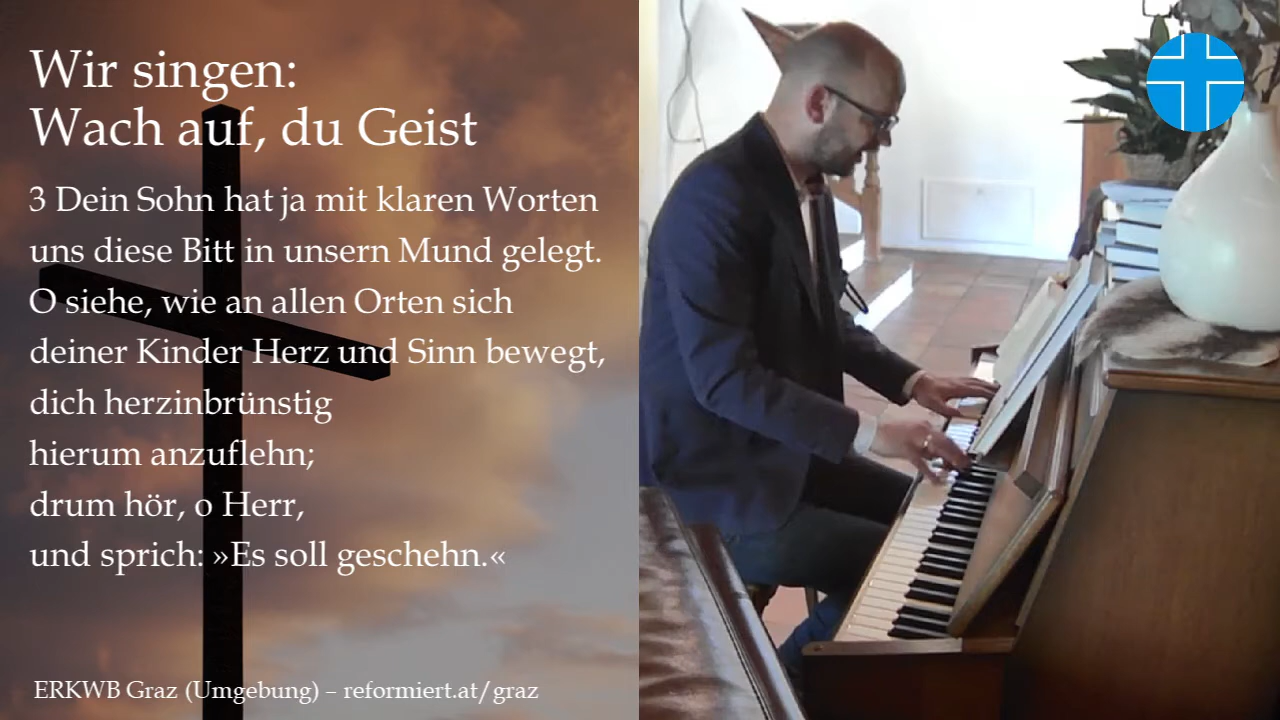 Wir singen:
Wach auf, du Geist
3 Dein Sohn hat ja mit klaren Worten
uns diese Bitt in unsern Mund gelegt.
O siehe, wie an allen Orten sich
deiner Kinder Herz und Sinn bewegt,
dich herzinbrünstig
hierum anzuflehn;
drum hör, o Herr,
und sprich: »Es soll geschehn.«
ERKWB Graz (Umgebung) – reformiert.at/graz